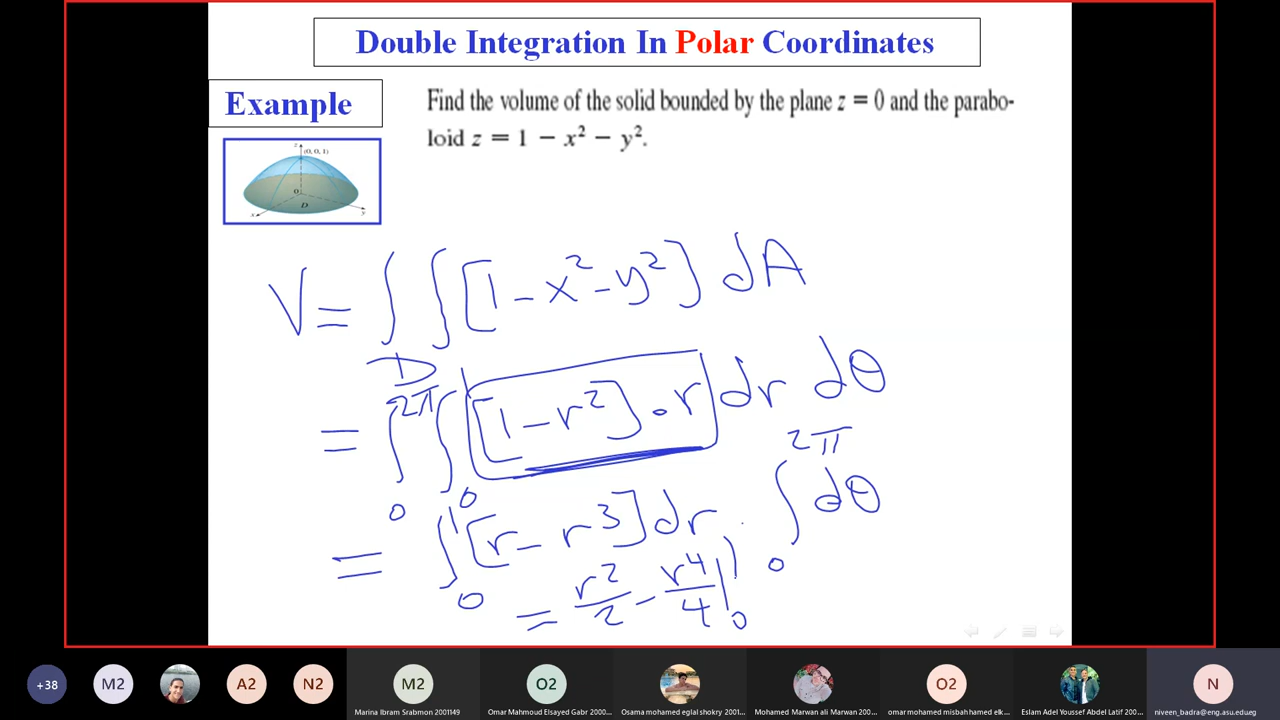 Double Integration In Polar Coordinates
Example
Find the volume of the solid bounded by the plane z = 0 and the parabo-
loid z = 1 − x² − y².
z
(0, 0, 1)
O
D
x
y
V = ∫∫ [1 − x² − y²] dA
D
= ∫₀^2π ∫₀^1 [1 − r²] · r dr dθ
= ∫₀^1 [r − r³] dr · ∫₀^2π dθ
= r²/2 − r⁴/4 |₀^1
+38
M2
A2
N2
M2
O2
O2
N
Marina Ibram Srabmon 2001149
Omar Mahmoud Elsayed Gabr 2000...
Osama mohamed eglal shokry 2001...
Mohamed Marwan ali Marwan 200...
omar mohamed misbah hamed elk...
Eslam Adel Youssef Abdel Latif 200...
niveen_badra@eng.asu.edueg